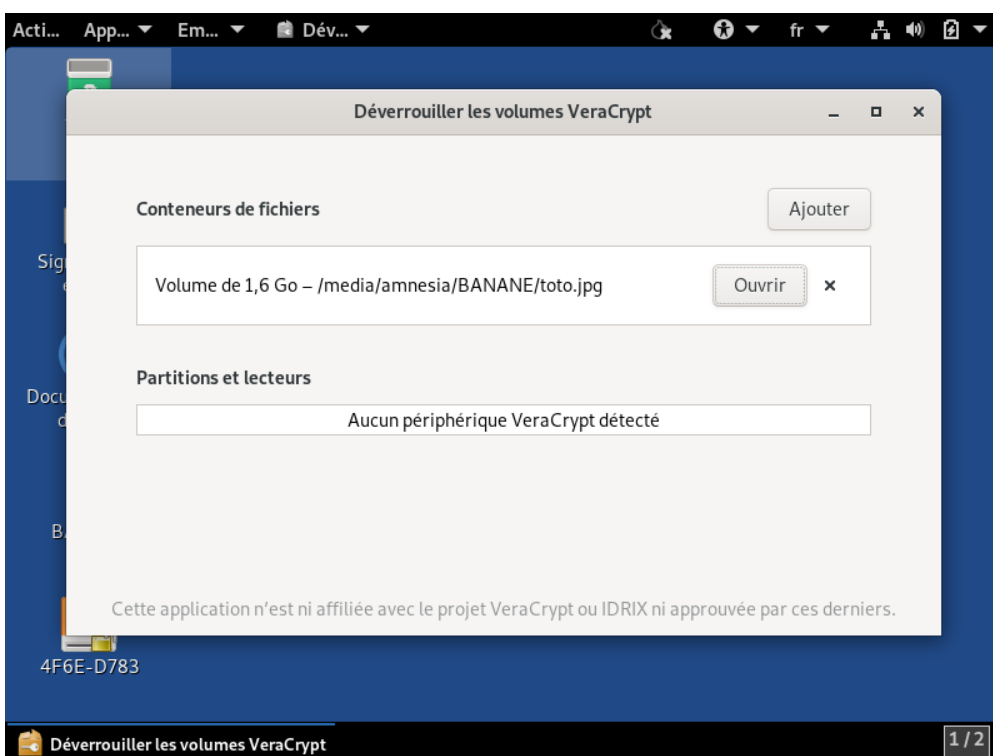 Acti... App... Em... Dév... fr
Déverrouiller les volumes VeraCrypt
Conteneurs de fichiers
Ajouter
Sig
Volume de 1,6 Go – /media/amnesia/BANANE/toto.jpg
Ouvrir
Partitions et lecteurs
Docu
d
Aucun périphérique VeraCrypt détecté
B
Cette application n'est ni affiliée avec le projet VeraCrypt ou IDRIX ni approuvée par ces derniers.
4F6E-D783
Déverrouiller les volumes VeraCrypt
1 / 2